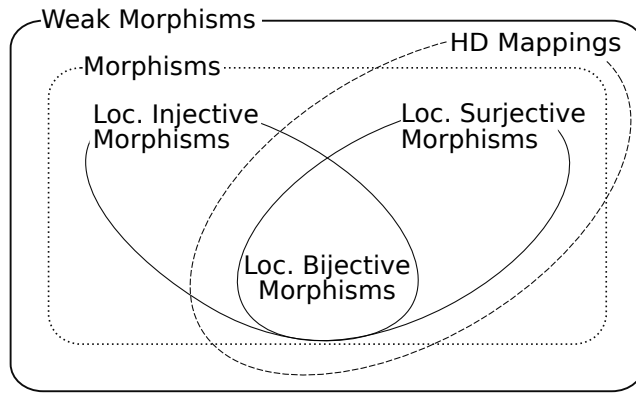 Weak Morphisms
HD Mappings
Morphisms
Loc. Injective
Morphisms
Loc. Surjective
Morphisms
Loc. Bijective
Morphisms